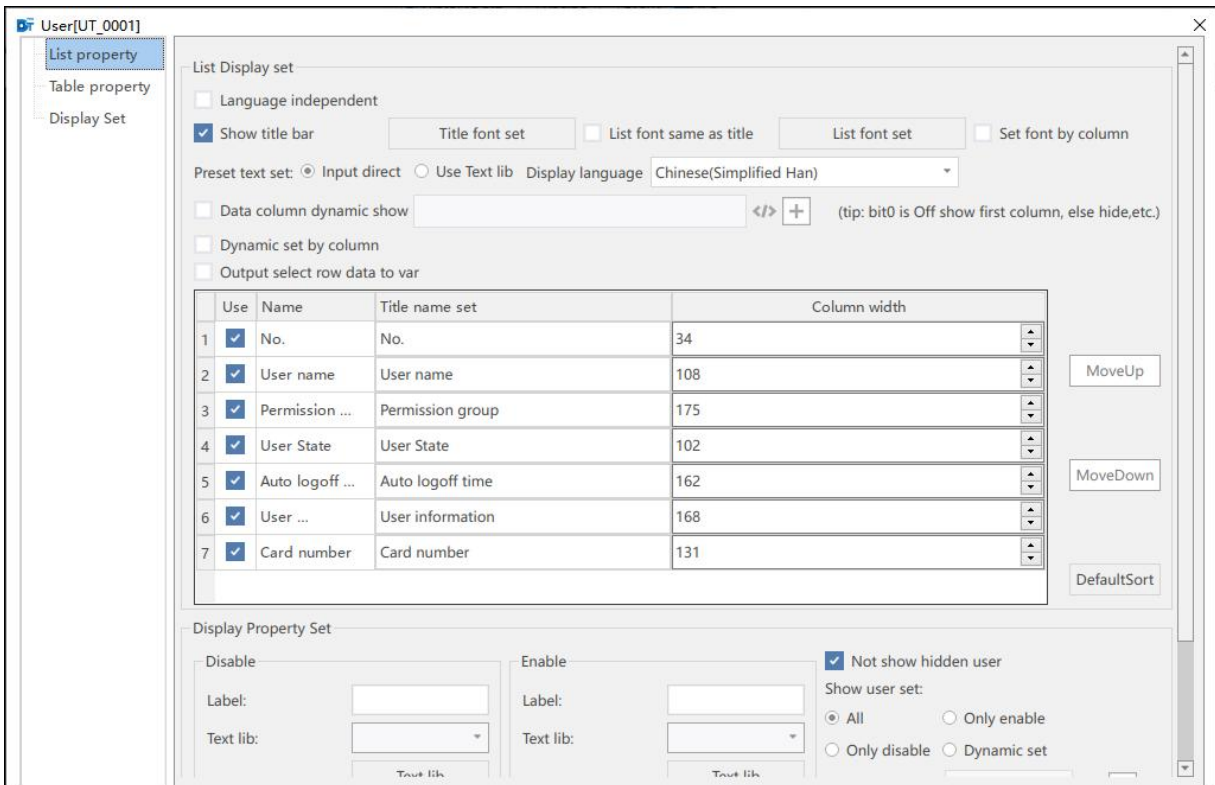 User[UT_0001]
List property
Table property
Display Set
List Display set
Language independent
Show title bar Title font set List font same as title List font set Set font by column
Preset text set: Input direct Use Text lib Display language Chinese(Simplified Han)
Data column dynamic show </> + (tip: bit0 is Off show first column, else hide,etc.)
Dynamic set by column
Output select row data to var
Use Name Title name set Column width
1 No. No. 34
2 User name User name 108
3 Permission ... Permission group 175
4 User State User State 102
5 Auto logoff ... Auto logoff time 162
6 User ... User information 168
7 Card number Card number 131
MoveUp
MoveDown
DefaultSort
Display Property Set
Disable Enable Not show hidden user
Label: Label: Show user set:
All Only enable
Text lib: Text lib: Only disable Dynamic set
Text lib Text lib